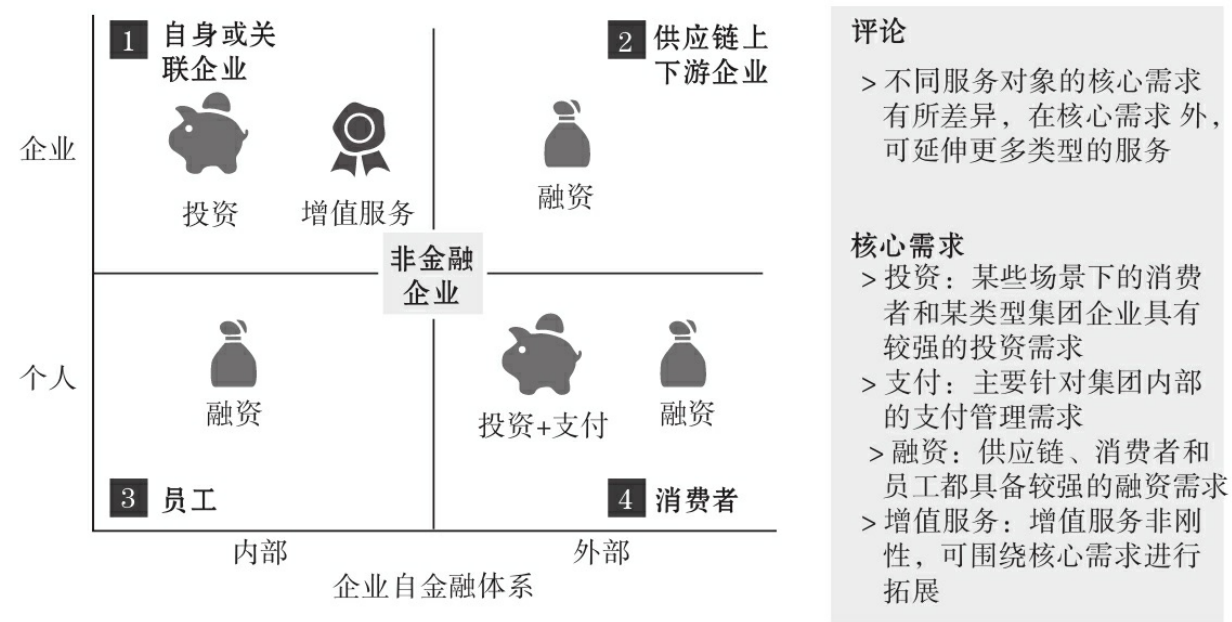 1 自身或关
联企业
2 供应链上
下游企业
企业
投资
增值服务
融资
非金融
企业
个人
融资
投资+支付
融资
3 员工
4 消费者
内部
外部
企业自金融体系
评论
> 不同服务对象的核心需求
有所差异，在核心需求 外，
可延伸更多类型的服务
核心需求
> 投资：某些场景下的消费
者和某类型集团企业具有
较强的投资需求
> 支付：主要针对集团内部
的支付管理需求
> 融资：供应链、消费者和
员工都具备较强的融资需求
> 增值服务：增值服务非刚
性，可围绕核心需求进行
拓展